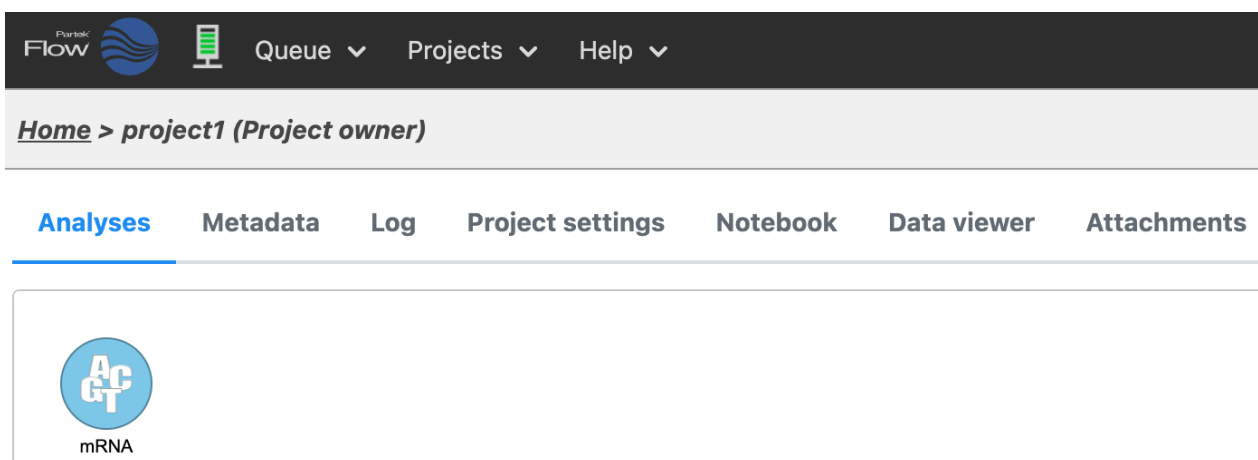 Partek
Flow
Queue Projects Help
Home > project1 (Project owner)
Analyses Metadata Log Project settings Notebook Data viewer Attachments
ACGT
mRNA